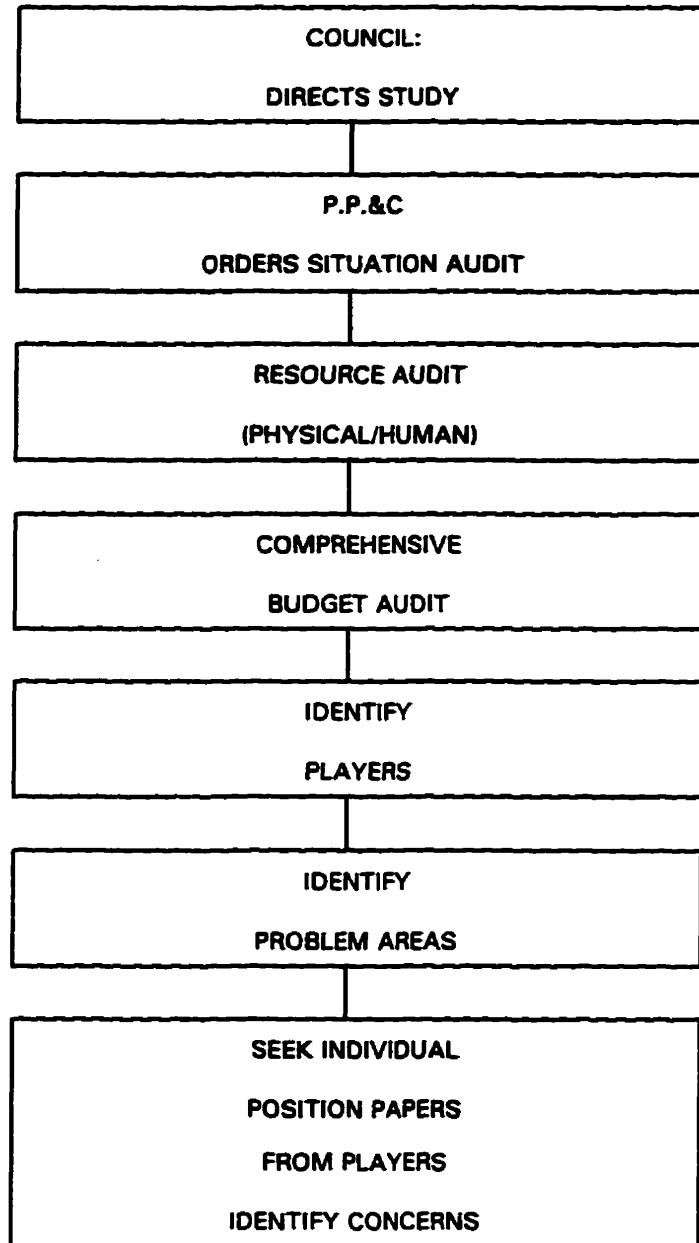 COUNCIL:
DIRECTS STUDY
P.P.&C
ORDERS SITUATION AUDIT
RESOURCE AUDIT
(PHYSICAL/HUMAN)
COMPREHENSIVE
BUDGET AUDIT
IDENTIFY
PLAYERS
IDENTIFY
PROBLEM AREAS
SEEK INDIVIDUAL
POSITION PAPERS
FROM PLAYERS
IDENTIFY CONCERNS